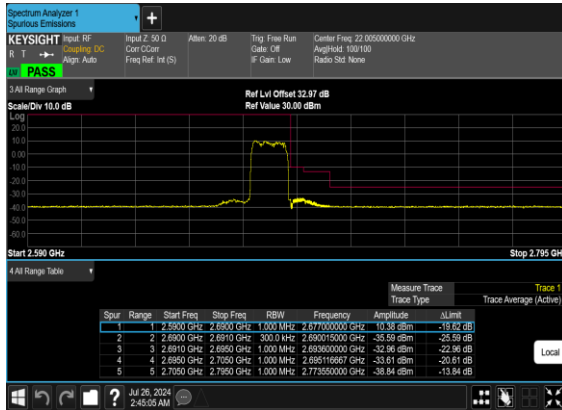 Spectrum Analyzer 1
Spurious Emissions
+
KEYSIGHT Input: RF Input Z: 50 Ω Atten: 20 dB Trig: Free Run Center Freq: 22.005000000 GHz
R T Coupling: DC Corr CCorr Gate: Off Avg|Hold: 100/100
Align: Auto Freq Ref: Int (S) IF Gain: Low Radio Std: None
LV PASS
3 All Range Graph
Ref Lvl Offset 32.97 dB
Scale/Div 10.0 dB Ref Value 30.00 dBm
Log
20.0
10.0
0.00
-10.0
-20.0
-30.0
-40.0
-50.0
-60.0
Start 2.590 GHz Stop 2.795 GH
4 All Range Table
Measure Trace Trace 1
Trace Type Trace Average (Active)
Spur Range Start Freq Stop Freq RBW Frequency Amplitude ΔLimit
1 1 2.5900 GHz 2.6900 GHz 1.000 MHz 2.677000000 GHz 10.38 dBm -19.62 dB
2 2 2.6900 GHz 2.6910 GHz 300.0 kHz 2.690015000 GHz -35.59 dBm -25.59 dB
3 3 2.6910 GHz 2.6950 GHz 1.000 MHz 2.693600000 GHz -32.96 dBm -22.96 dB
4 4 2.6950 GHz 2.7050 GHz 1.000 MHz 2.695116667 GHz -33.61 dBm -20.61 dB
5 5 2.7050 GHz 2.7950 GHz 1.000 MHz 2.773550000 GHz -38.84 dBm -13.84 dB
Local
? Jul 26, 2024
2:45:05 AM